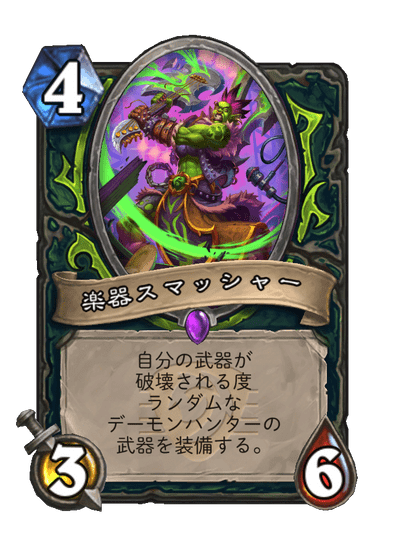 4
楽器スマッシャー
自分の武器が
破壊される度
ランダムな
デーモンハンターの
武器を装備する。
3
6